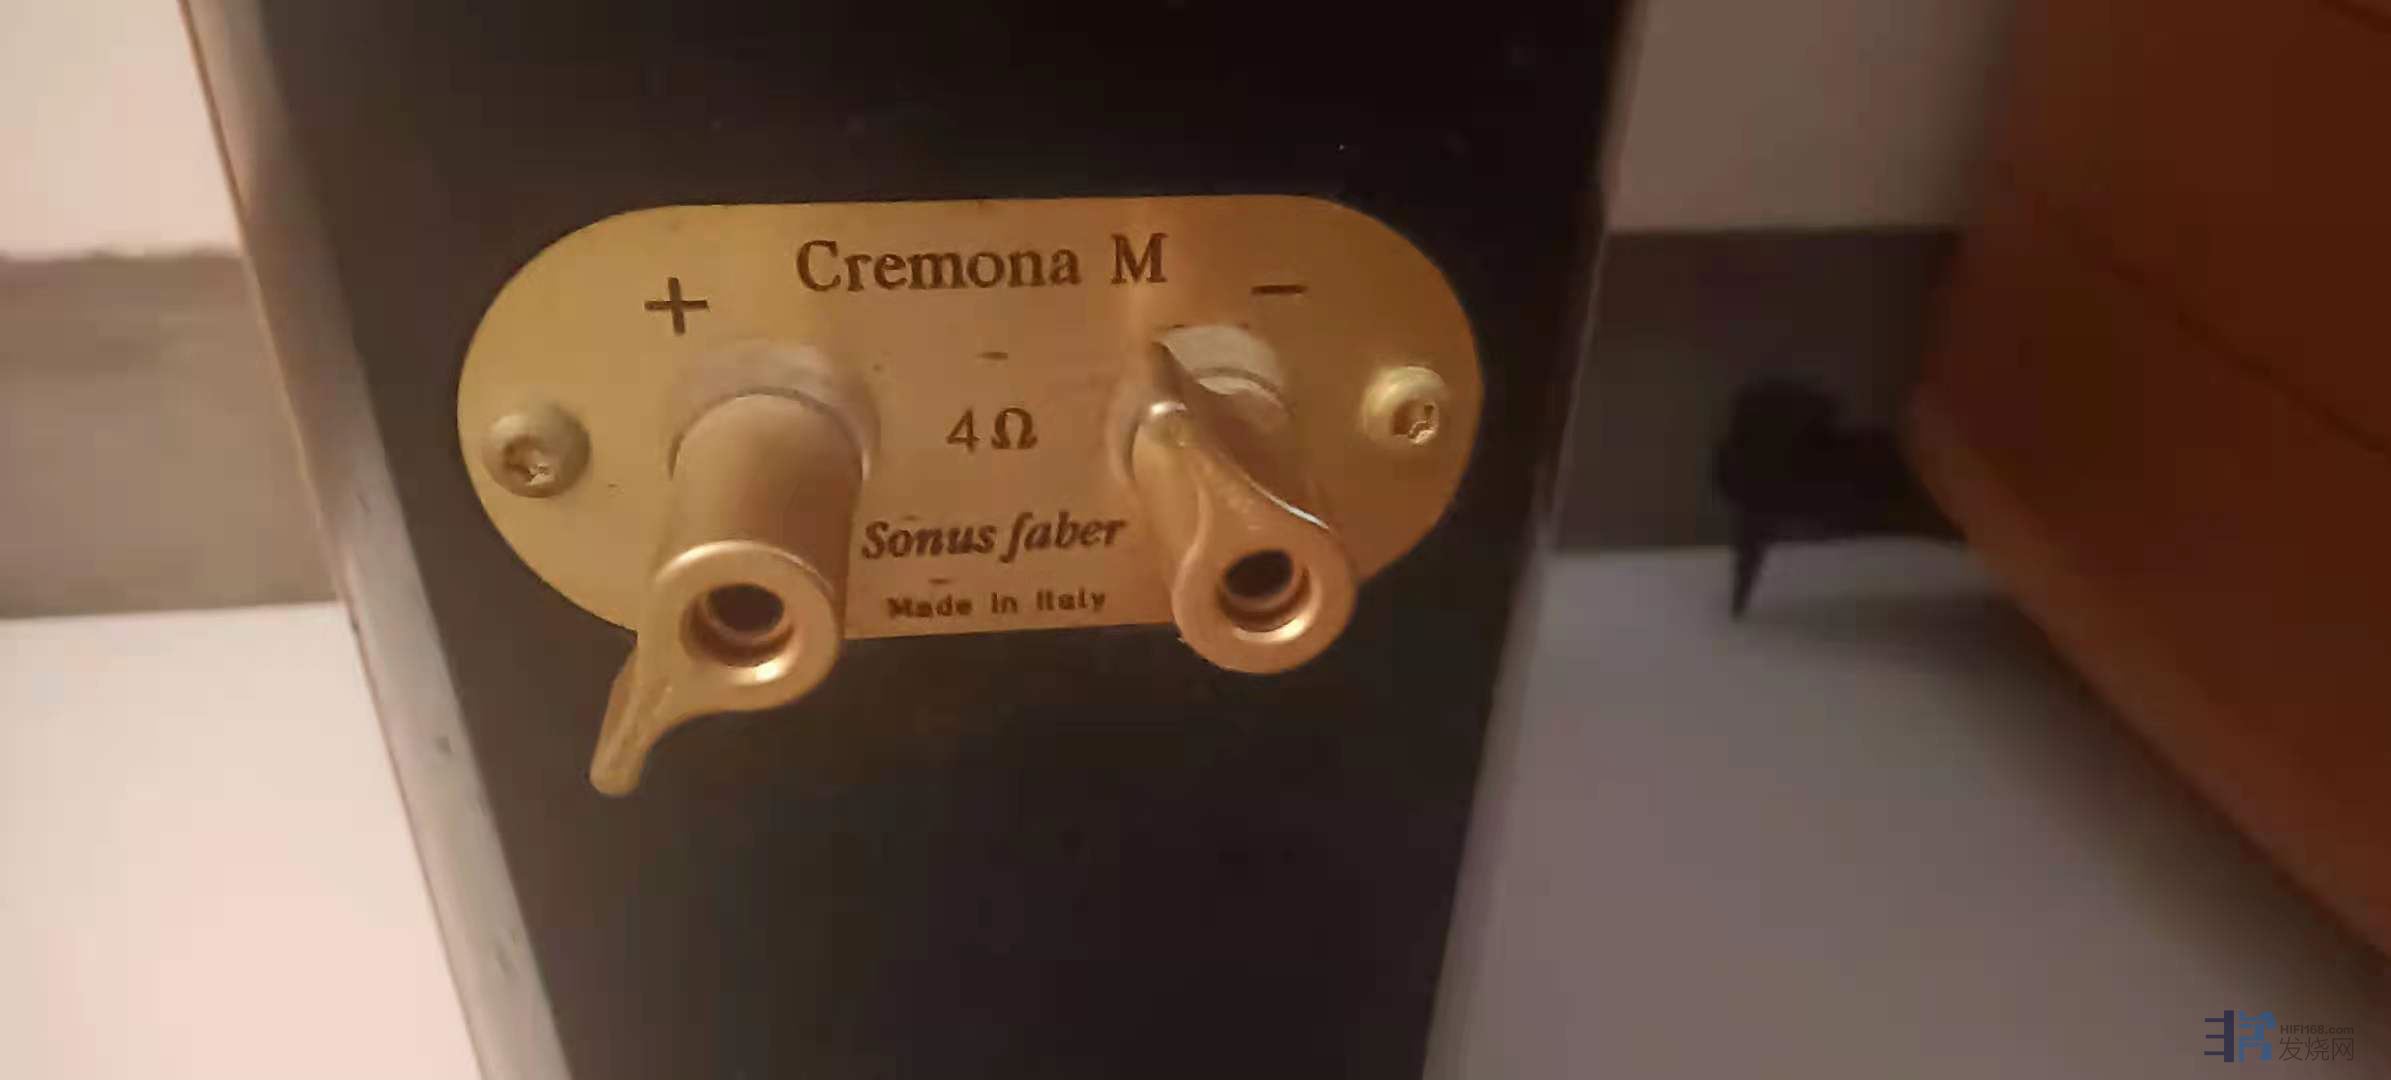 Cremona M
+ −
4Ω
Sonus faber
Made in Italy
HIFI168.com
发烧网